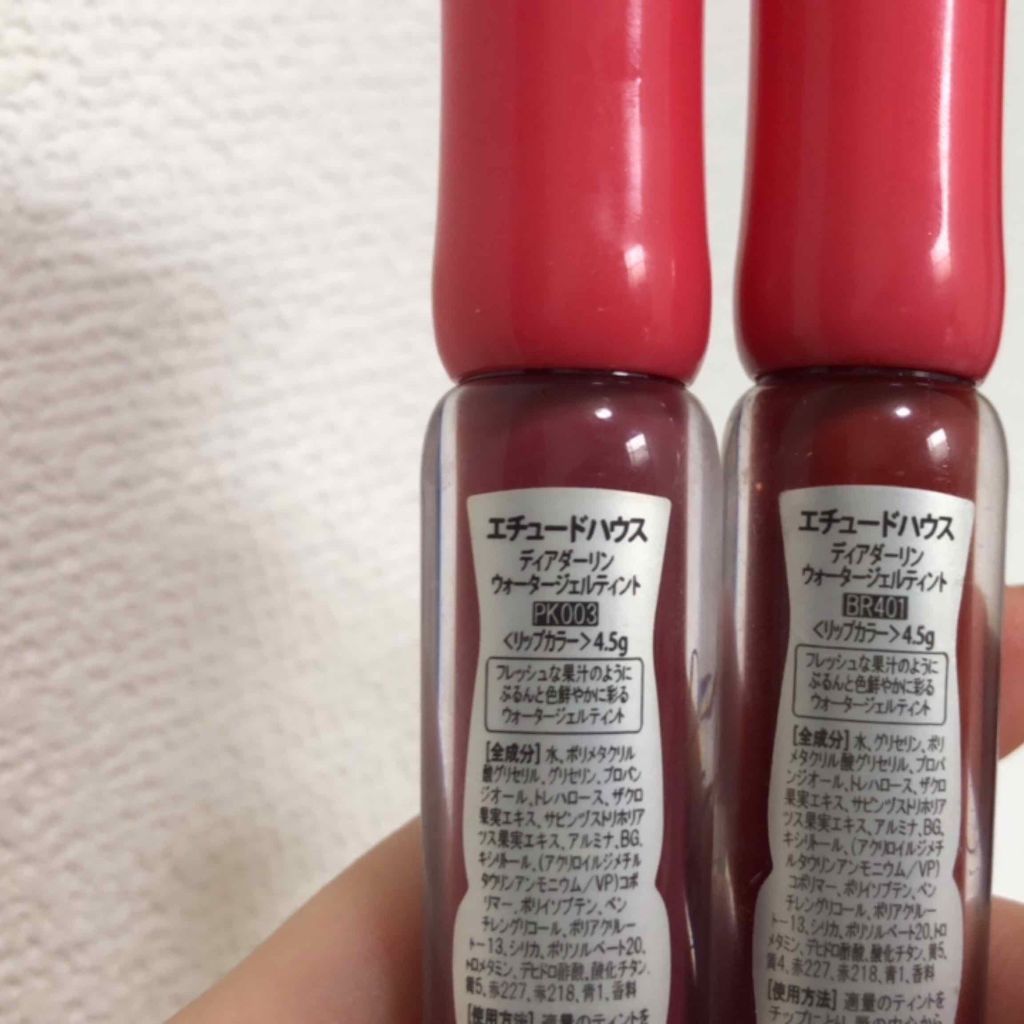 エチュードハウス
ディアダーリン
ウォータージェルティント
PK003
<リップカラー>4.5g
フレッシュな果汁のように
ぷるんと色鮮やかに彩る
ウォータージェルティント
[全成分]水、ポリメタクリル
酸グリセリル、グリセリン、プロパン
ジオール、トレハロース、ザクロ
果実エキス、サピンヅストリホリア
ツス果実エキス、アルミナ、BG、
キシリトール、(アクリロイルジメチル
タウリンアンモニウム/VP)コポ
リマー、ポリイソブテン、ペン
チレングリコール、ポリアクリレー
ト-13、シリカ、ポリソルベート20、
トロメタミン、デヒドロ酢酸、酸化チタン、
黄5、赤227、赤218、青1、香料
[使用方法]適量のティントを
エチュードハウス
ディアダーリン
ウォータージェルティント
BR401
<リップカラー>4.5g
フレッシュな果汁のように
ぷるんと色鮮やかに彩る
ウォータージェルティント
[全成分]水、グリセリン、ポリ
メタクリル酸グリセリル、プロパ
ンジオール、トレハロース、ザクロ
果実エキス、サピンヅストリホリア
ツス果実エキス、アルミナ、BG、
キシリトール、(アクリロイルジメチ
ルタウリンアンモニウム/VP)
コポリマー、ポリイソブテン、ペン
チレングリコール、ポリアクリレー
ト-13、シリカ、ポリソルベート20、トロ
メタミン、デヒドロ酢酸、酸化チタン、黄5、
黄4、赤227、赤218、青1、香料
[使用方法]適量のティントを
チップにとり、唇の中心から